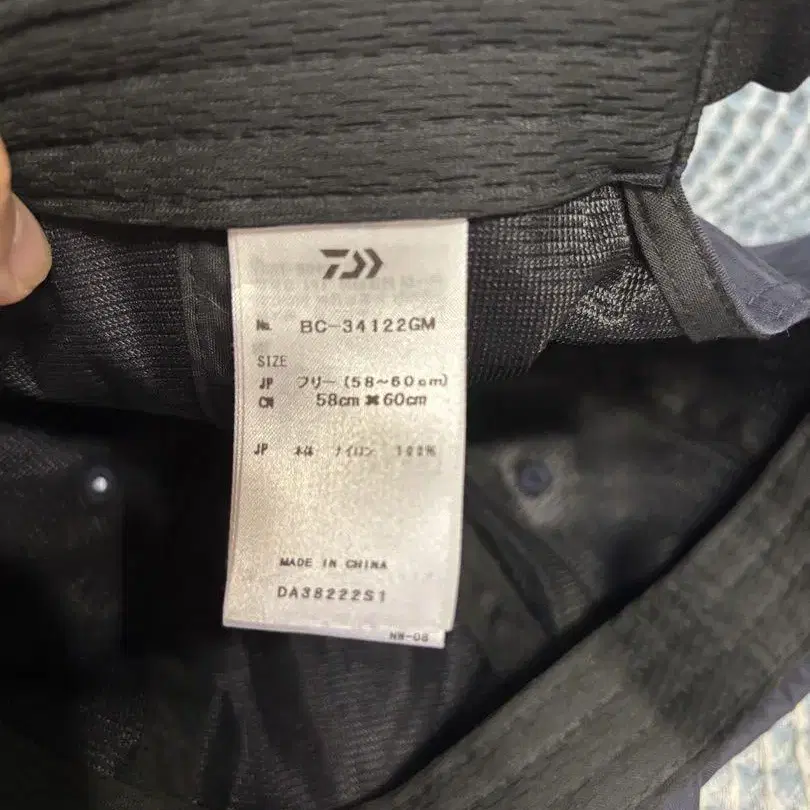 No. BC-34122GM
SIZE
JP フリー (58~60cm)
CN 58cm ✖ 60cm
JP 本体 ナイロン 100%
MADE IN CHINA
DA38222S1
NW-08